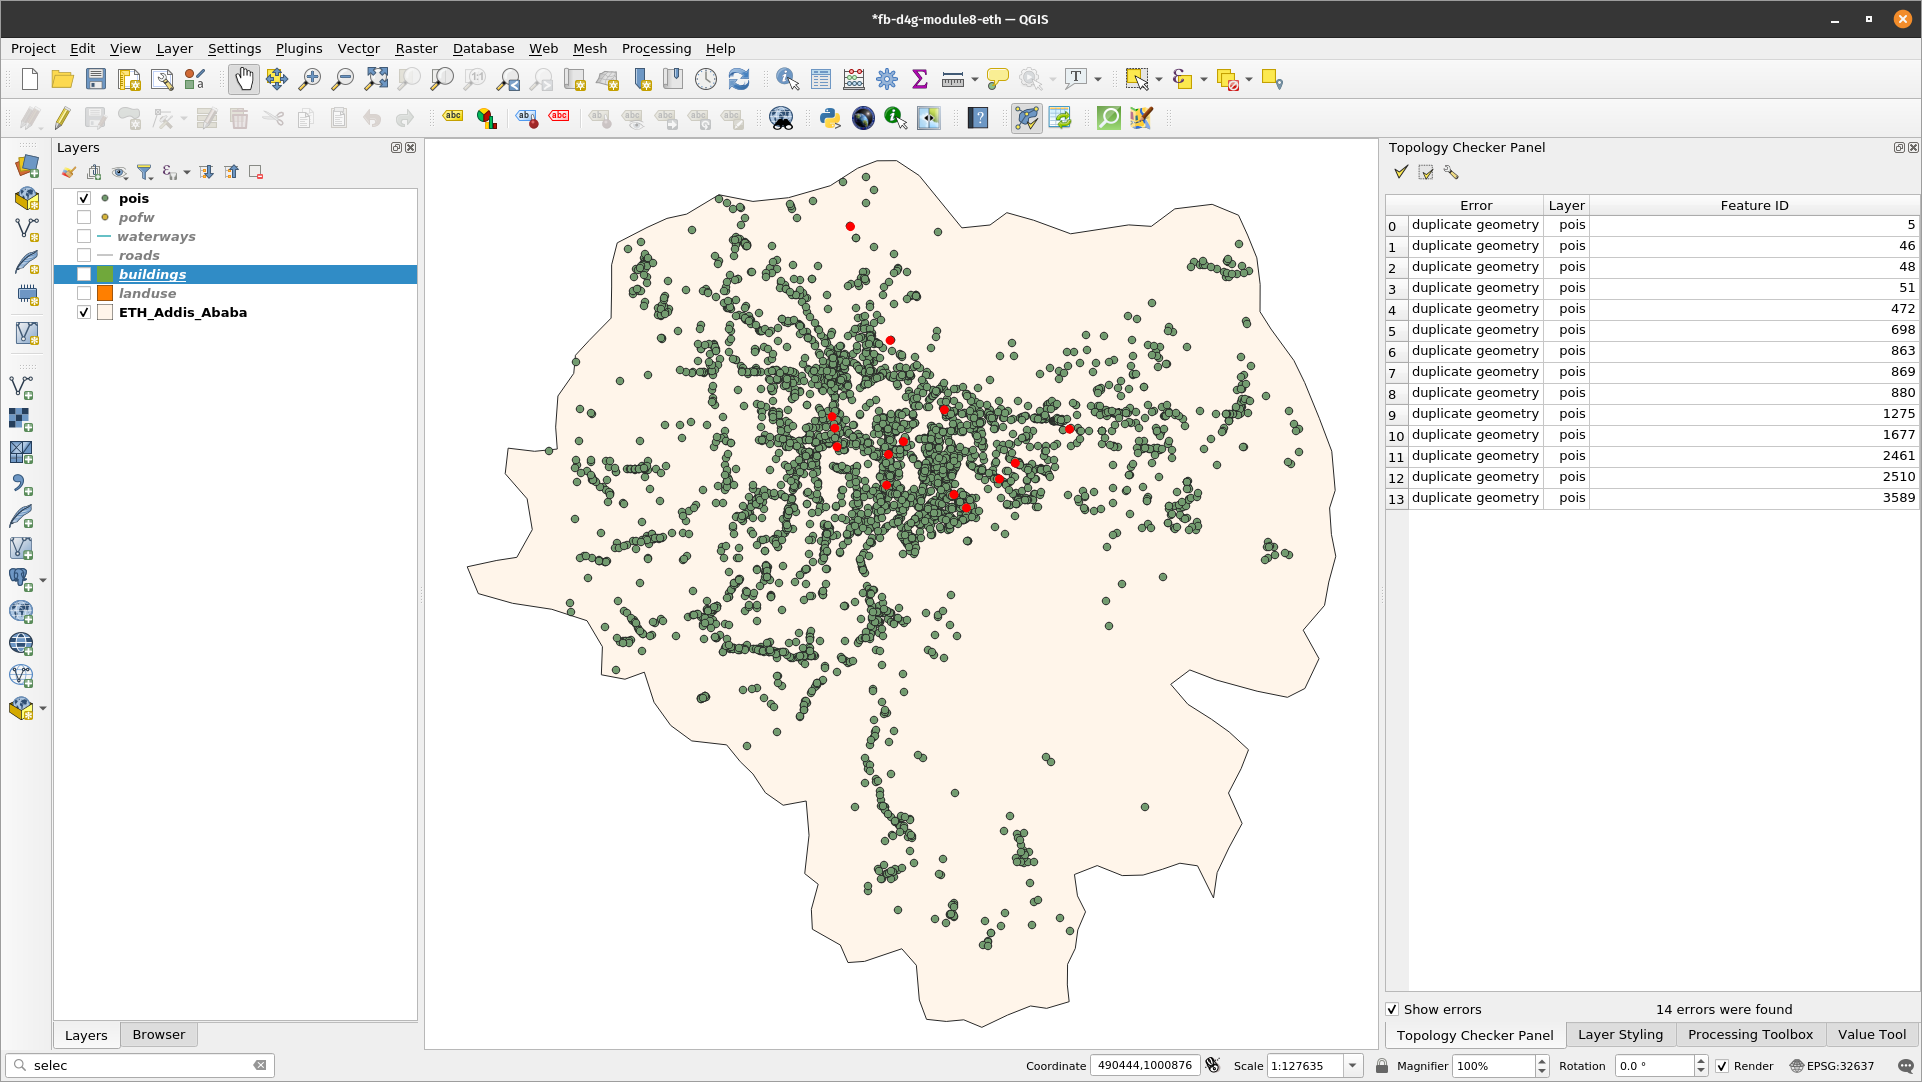 *fb-d4g-module8-eth — QGIS
Project Edit View Layer Settings Plugins Vector Raster Database Web Mesh Processing Help
Layers
pois
pofw
waterways
roads
buildings
landuse
ETH_Addis_Ababa
Layers Browser
Topology Checker Panel
Error Layer Feature ID
0 duplicate geometry pois 5
1 duplicate geometry pois 46
2 duplicate geometry pois 48
3 duplicate geometry pois 51
4 duplicate geometry pois 472
5 duplicate geometry pois 698
6 duplicate geometry pois 863
7 duplicate geometry pois 869
8 duplicate geometry pois 880
9 duplicate geometry pois 1275
10 duplicate geometry pois 1677
11 duplicate geometry pois 2461
12 duplicate geometry pois 2510
13 duplicate geometry pois 3589
Show errors 14 errors were found
Topology Checker Panel Layer Styling Processing Toolbox Value Tool
selec Coordinate 490444,1000876 Scale 1:127635 Magnifier 100% Rotation 0.0 ° Render EPSG:32637